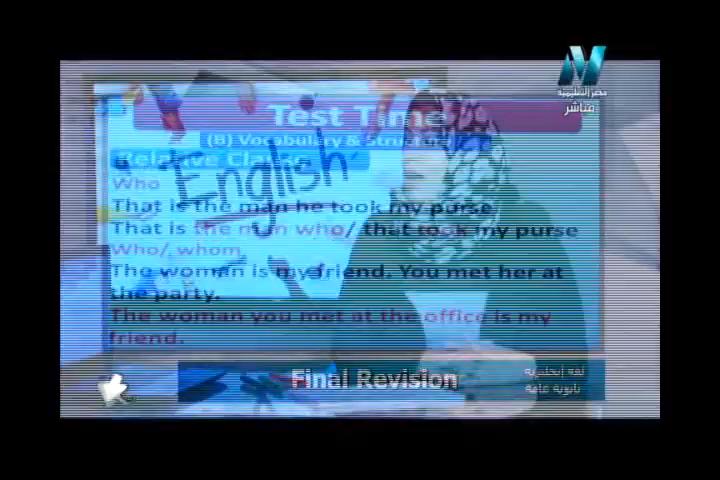 مصر التعليمية
مباشر
Test Time
(B) Vocabulary & Structure
Relative Clause
English
Who
That is the man he took my purse.
That is the man who/ that took my purse
Who/ whom
The woman is my friend. You met her at
the party.
The woman you met at the office is my
friend.
Final Revision
لغة إنجليزية
ثانوية عامة